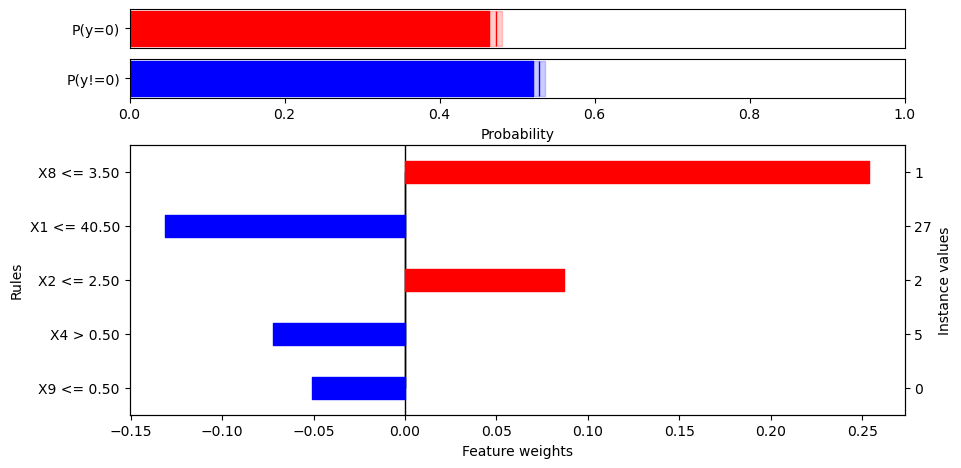 P(y=0)
P(y!=0)
0.0 0.2 0.4 0.6 0.8 1.0
Probability
X8 <= 3.50 1
X1 <= 40.50 27
X2 <= 2.50 2
X4 > 0.50 5
X9 <= 0.50 0
Rules
Instance values
−0.15 −0.10 −0.05 0.00 0.05 0.10 0.15 0.20 0.25
Feature weights